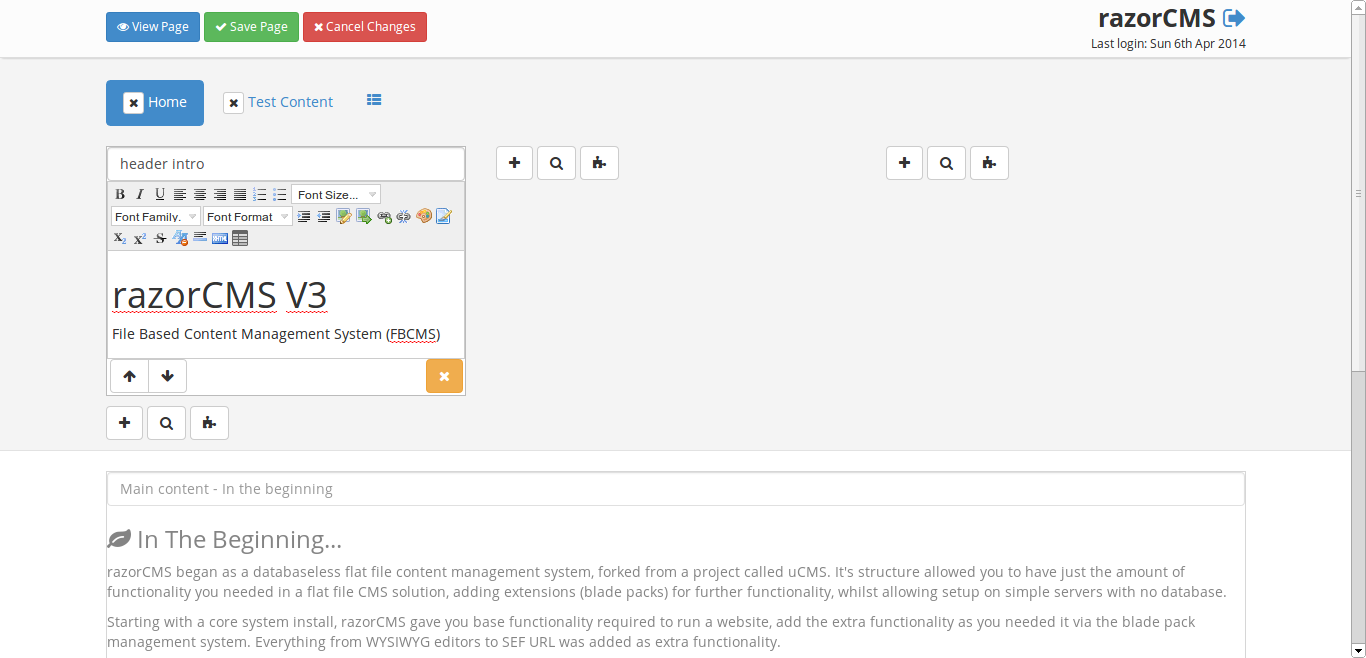 View Page Save Page Cancel Changes
razorCMS
Last login: Sun 6th Apr 2014
Home Test Content
header intro
B I U Font Size...
Font Family. Font Format
X2 X2 S
razorCMS V3
File Based Content Management System (FBCMS)
Main content - In the beginning
In The Beginning...
razorCMS began as a databaseless flat file content management system, forked from a project called uCMS. It's structure allowed you to have just the amount of
functionality you needed in a flat file CMS solution, adding extensions (blade packs) for further functionality, whilst allowing setup on simple servers with no database.
Starting with a core system install, razorCMS gave you base functionality required to run a website, add the extra functionality as you needed it via the blade pack
management system. Everything from WYSIWYG editors to SEF URL was added as extra functionality.